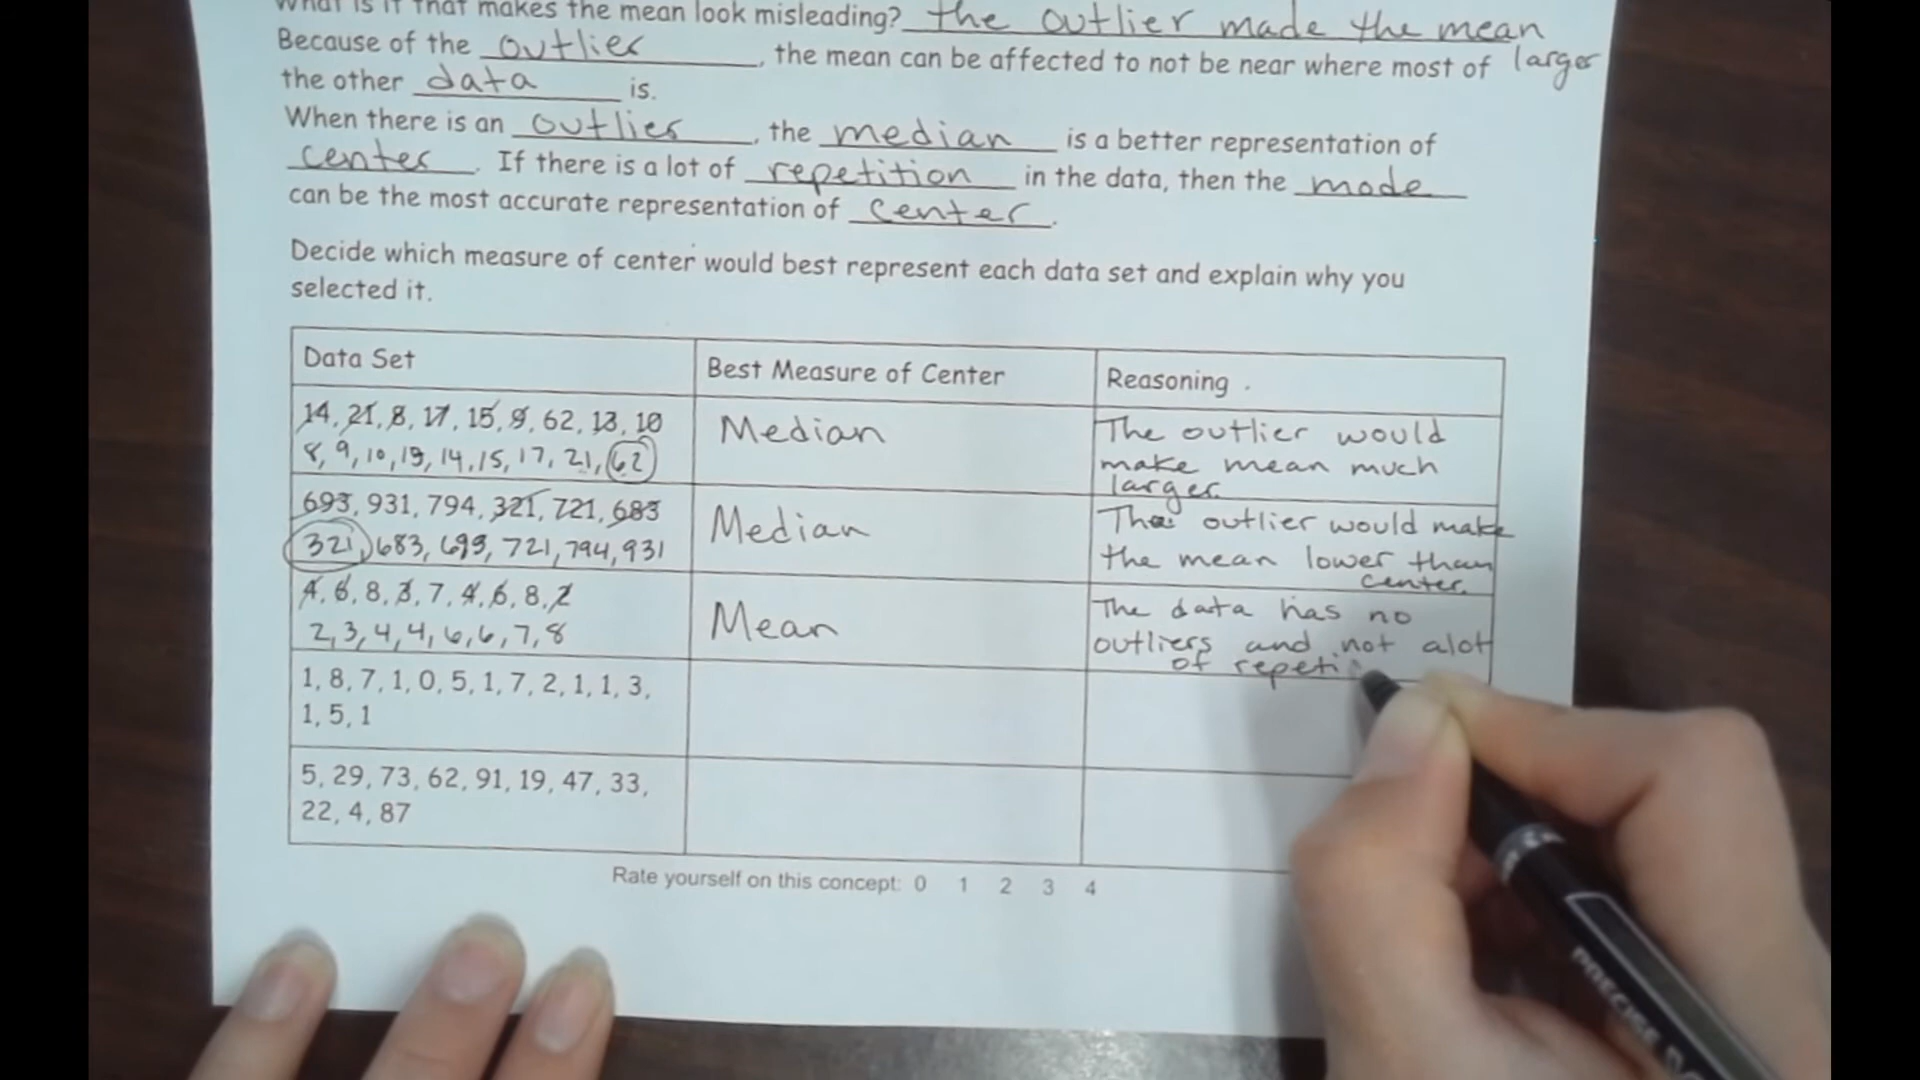 What is it that makes the mean look misleading? the outlier made the mean
larger
Because of the outlier, the mean can be affected to not be near where most of
the other data is.
When there is an outlier, the median is a better representation of
center. If there is a lot of repetition in the data, then the mode
can be the most accurate representation of center.
Decide which measure of center would best represent each data set and explain why you
selected it.
Data Set
Best Measure of Center
Reasoning
14, 21, 8, 17, 15, 9, 62, 13, 10
8, 9, 10, 13, 14, 15, 17, 21, 62
Median
The outlier would
make mean much
larger.
693, 931, 794, 321, 721, 683
321, 683, 693, 721, 794, 931
Median
The outlier would make
the mean lower than
center.
4, 6, 8, 3, 7, 4, 6, 8, 2
2, 3, 4, 4, 6, 6, 7, 8
Mean
The data has no
outliers and not alot
of repeti
1, 8, 7, 1, 0, 5, 1, 7, 2, 1, 1, 3,
1, 5, 1
5, 29, 73, 62, 91, 19, 47, 33,
22, 4, 87
Rate yourself on this concept: 0 1 2 3 4
PRECISE